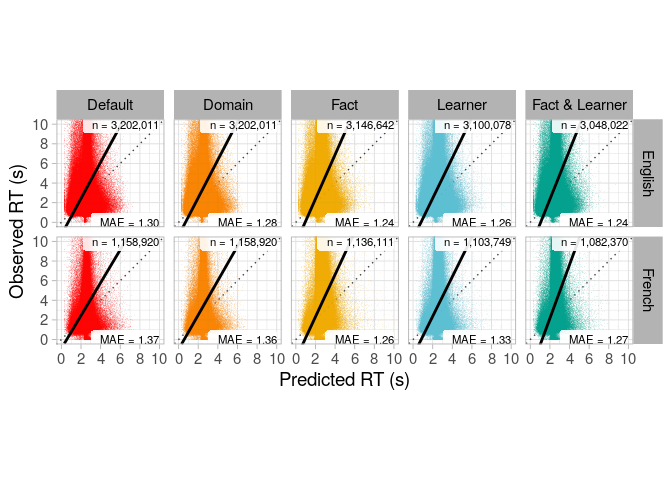 Default Domain Fact Learner Fact & Learner
n = 3,202,011 n = 3,202,011 n = 3,146,642 n = 3,100,078 n = 3,048,022
10
8
6
4
2
0
MAE = 1.30 MAE = 1.28 MAE = 1.24 MAE = 1.26 MAE = 1.24
English
n = 1,158,920 n = 1,158,920 n = 1,136,111 n = 1,103,749 n = 1,082,370
10
8
6
4
2
0
MAE = 1.37 MAE = 1.36 MAE = 1.26 MAE = 1.33 MAE = 1.27
French
Observed RT (s)
0 2 4 6 8 10 0 2 4 6 8 10 0 2 4 6 8 10 0 2 4 6 8 10 0 2 4 6 8 10
Predicted RT (s)